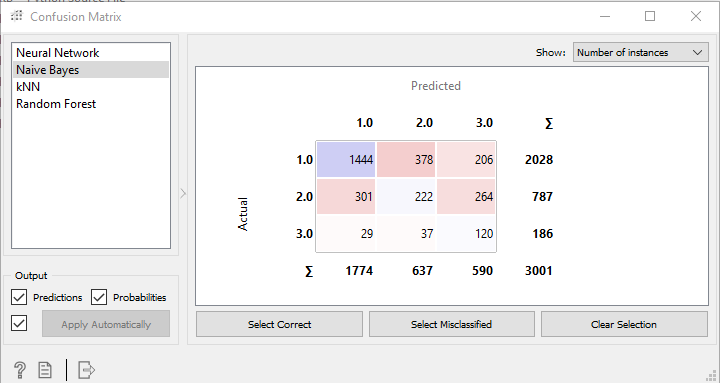 Confusion Matrix
Neural Network
Naive Bayes
kNN
Random Forest
Output
Predictions
Probabilities
Apply Automatically
Show:
Number of instances
Predicted
1.0 2.0 3.0 ∑
1.0 1444 378 206 2028
Actual
2.0 301 222 264 787
3.0 29 37 120 186
∑ 1774 637 590 3001
Select Correct
Select Misclassified
Clear Selection